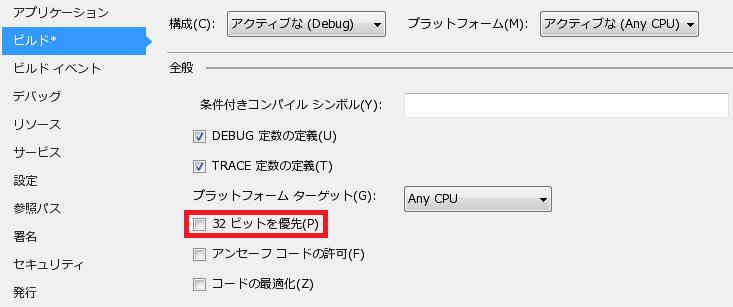 アプリケーション
ビルド*
ビルド イベント
デバッグ
リソース
サービス
設定
参照パス
署名
セキュリティ
発行
構成(C): アクティブな (Debug) プラットフォーム(M): アクティブな (Any CPU)
全般
条件付きコンパイル シンボル(Y):
DEBUG 定数の定義(U)
TRACE 定数の定義(T)
プラットフォーム ターゲット(G): Any CPU
32 ビットを優先(P)
アンセーフ コードの許可(F)
コードの最適化(Z)